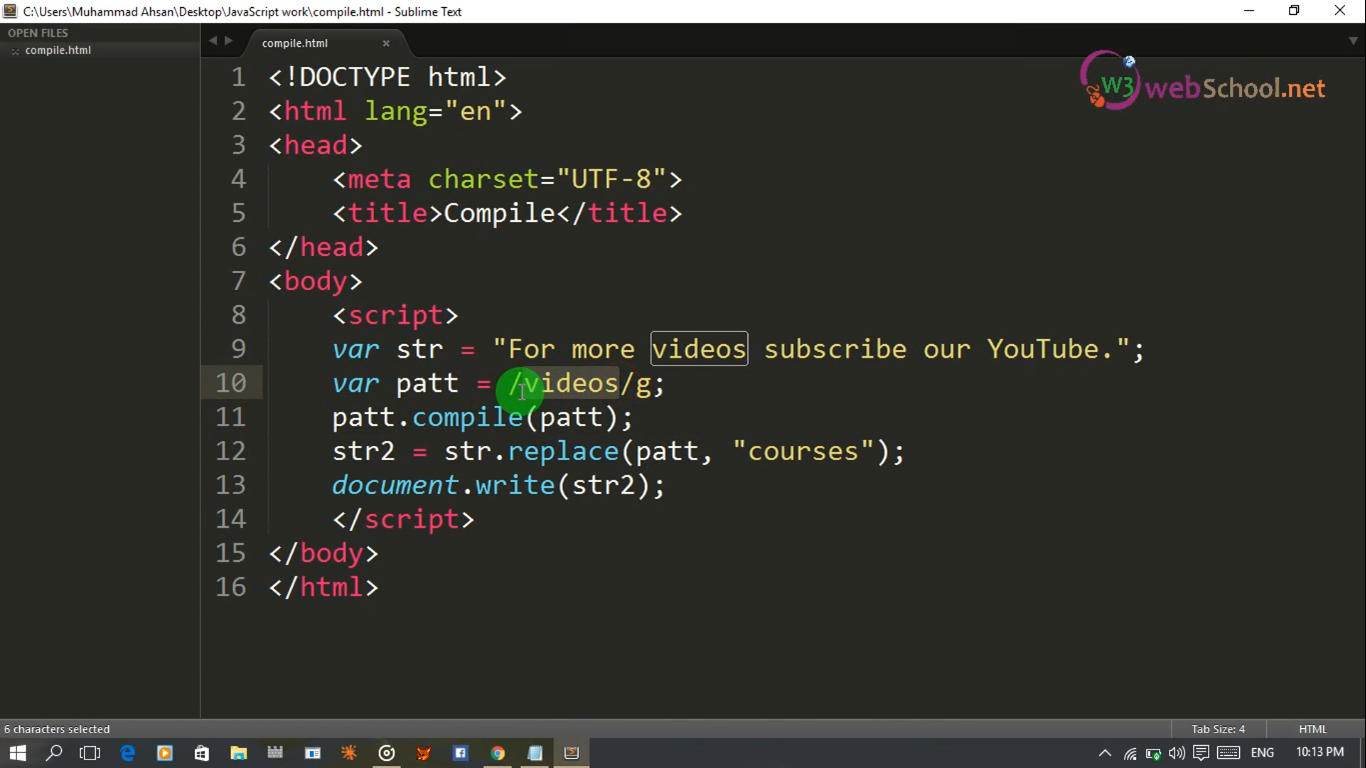 C:\Users\Muhammad Ahsan\Desktop\JavaScript work\compile.html - Sublime Text
OPEN FILES
compile.html
compile.html
W3 webSchool.net
1 <!DOCTYPE html>
2 <html lang="en">
3 <head>
4     <meta charset="UTF-8">
5     <title>Compile</title>
6 </head>
7 <body>
8     <script>
9     var str = "For more videos subscribe our YouTube.";
10     var patt = /videos/g;
11     patt.compile(patt);
12     str2 = str.replace(patt, "courses");
13     document.write(str2);
14     </script>
15 </body>
16 </html>
6 characters selected
Tab Size: 4
HTML
ENG
10:13 PM